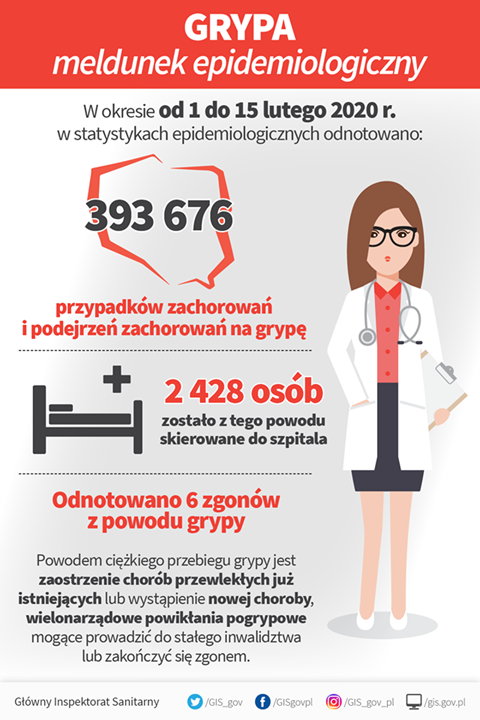 GRYPA
meldunek epidemiologiczny
W okresie od 1 do 15 lutego 2020 r.
w statystykach epidemiologicznych odnotowano:
393 676
przypadków zachorowań
i podejrzeń zachorowań na grypę
2 428 osób
zostało z tego powodu
skierowane do szpitala
Odnotowano 6 zgonów
z powodu grypy
Powodem ciężkiego przebiegu grypy jest
zaostrzenie chorób przewlekłych już
istniejących lub wystąpienie nowej choroby,
wielonarządowe powikłania pogrypowe
mogące prowadzić do stałego inwalidztwa
lub zakończyć się zgonem.
Główny Inspektorat Sanitarny /GIS_gov /GISgovpl /GIS_gov_pl /gis.gov.pl